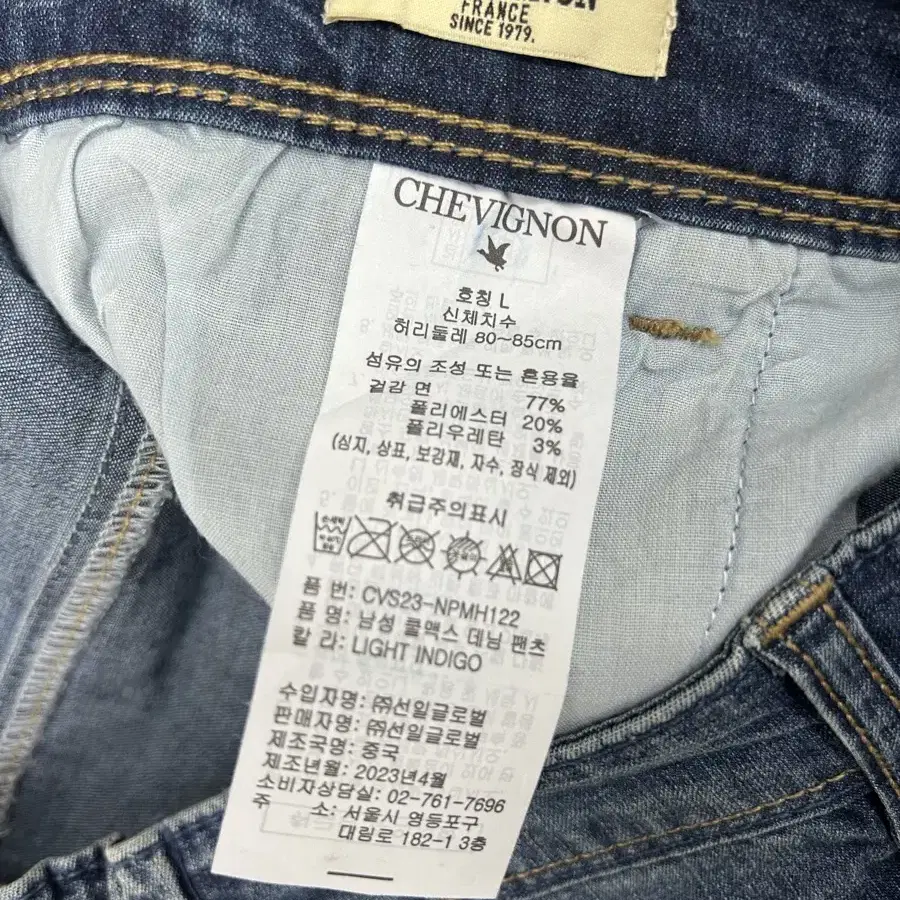 FRANCE
SINCE 1979.
CHEVIGNON
호칭 L
신체치수
허리둘레 80~85cm
섬유의 조성 또는 혼용율
겉감 면 77%
폴리에스터 20%
폴리우레탄 3%
(심지, 상표, 보강재, 자수, 장식 제외)
취급주의표시
품 번: CVS23-NPMH122
품 명: 남성 쿨맥스 데님 팬츠
칼 라: LIGHT INDIGO
수입자명: ㈜선일글로벌
판매자명: ㈜선일글로벌
제조국명: 중국
제조년월: 2023년4월
소비자상담실: 02-761-7696
주 소: 서울시 영등포구
대림로 182-1 3층